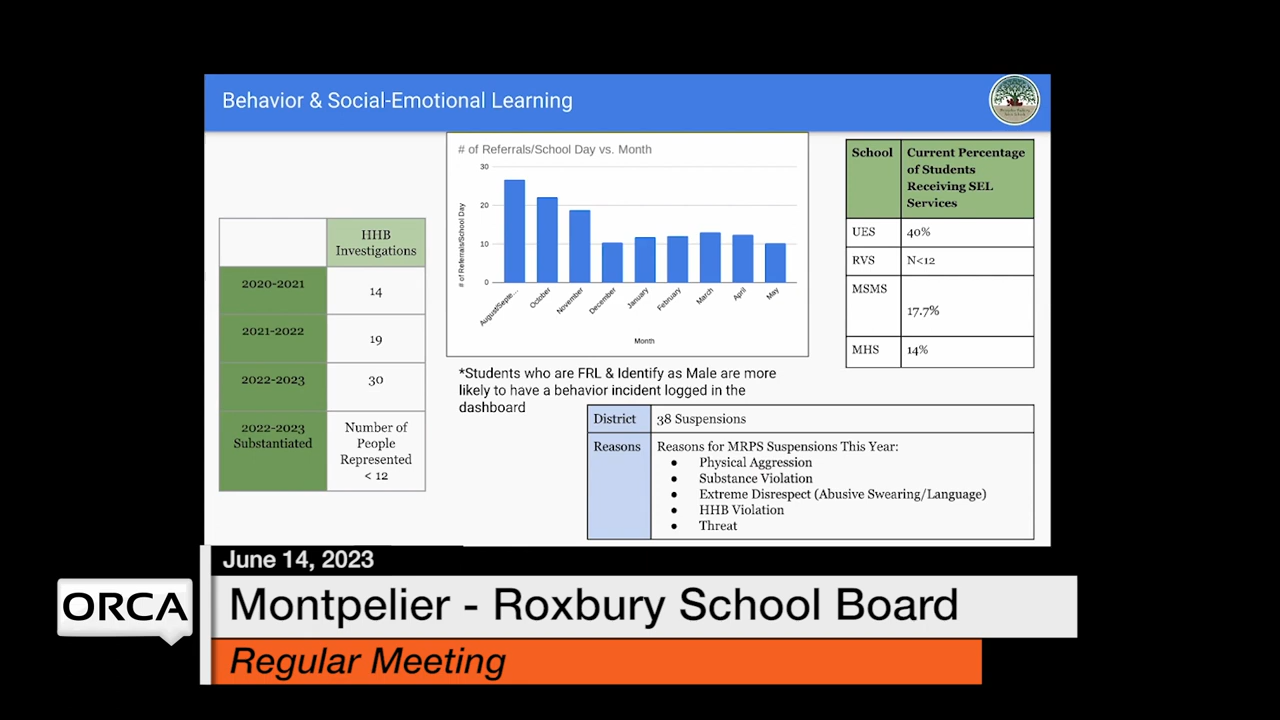 Behavior & Social-Emotional Learning
HHB
Investigations
2020-2021
14
2021-2022
19
2022-2023
30
2022-2023
Substantiated
Number of
People
Represented
< 12
# of Referrals/School Day vs. Month
# of Referrals/School Day
30
20
10
0
August/Septe...
October
November
December
January
February
March
April
May
Month
*Students who are FRL & Identify as Male are more
likely to have a behavior incident logged in the
dashboard
School
Current Percentage
of Students
Receiving SEL
Services
UES
40%
RVS
N<12
MSMS
17.7%
MHS
14%
District
38 Suspensions
Reasons
Reasons for MRPS Suspensions This Year:
● Physical Aggression
● Substance Violation
● Extreme Disrespect (Abusive Swearing/Language)
● HHB Violation
● Threat
June 14, 2023
ORCA
Montpelier - Roxbury School Board
Regular Meeting